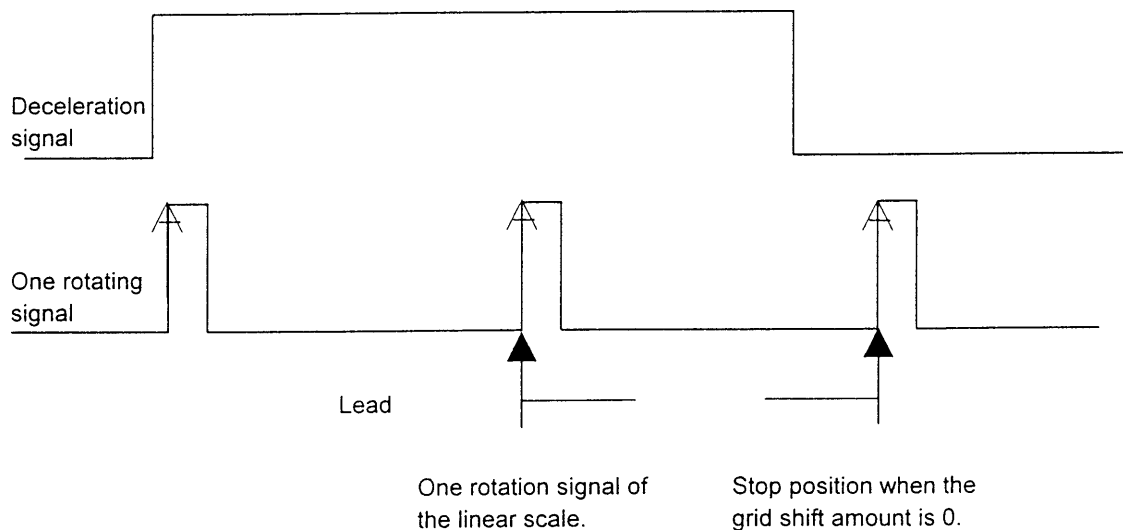 Deceleration
signal
One rotating
signal
Lead
One rotation signal of
the linear scale.
Stop position when the
grid shift amount is 0.